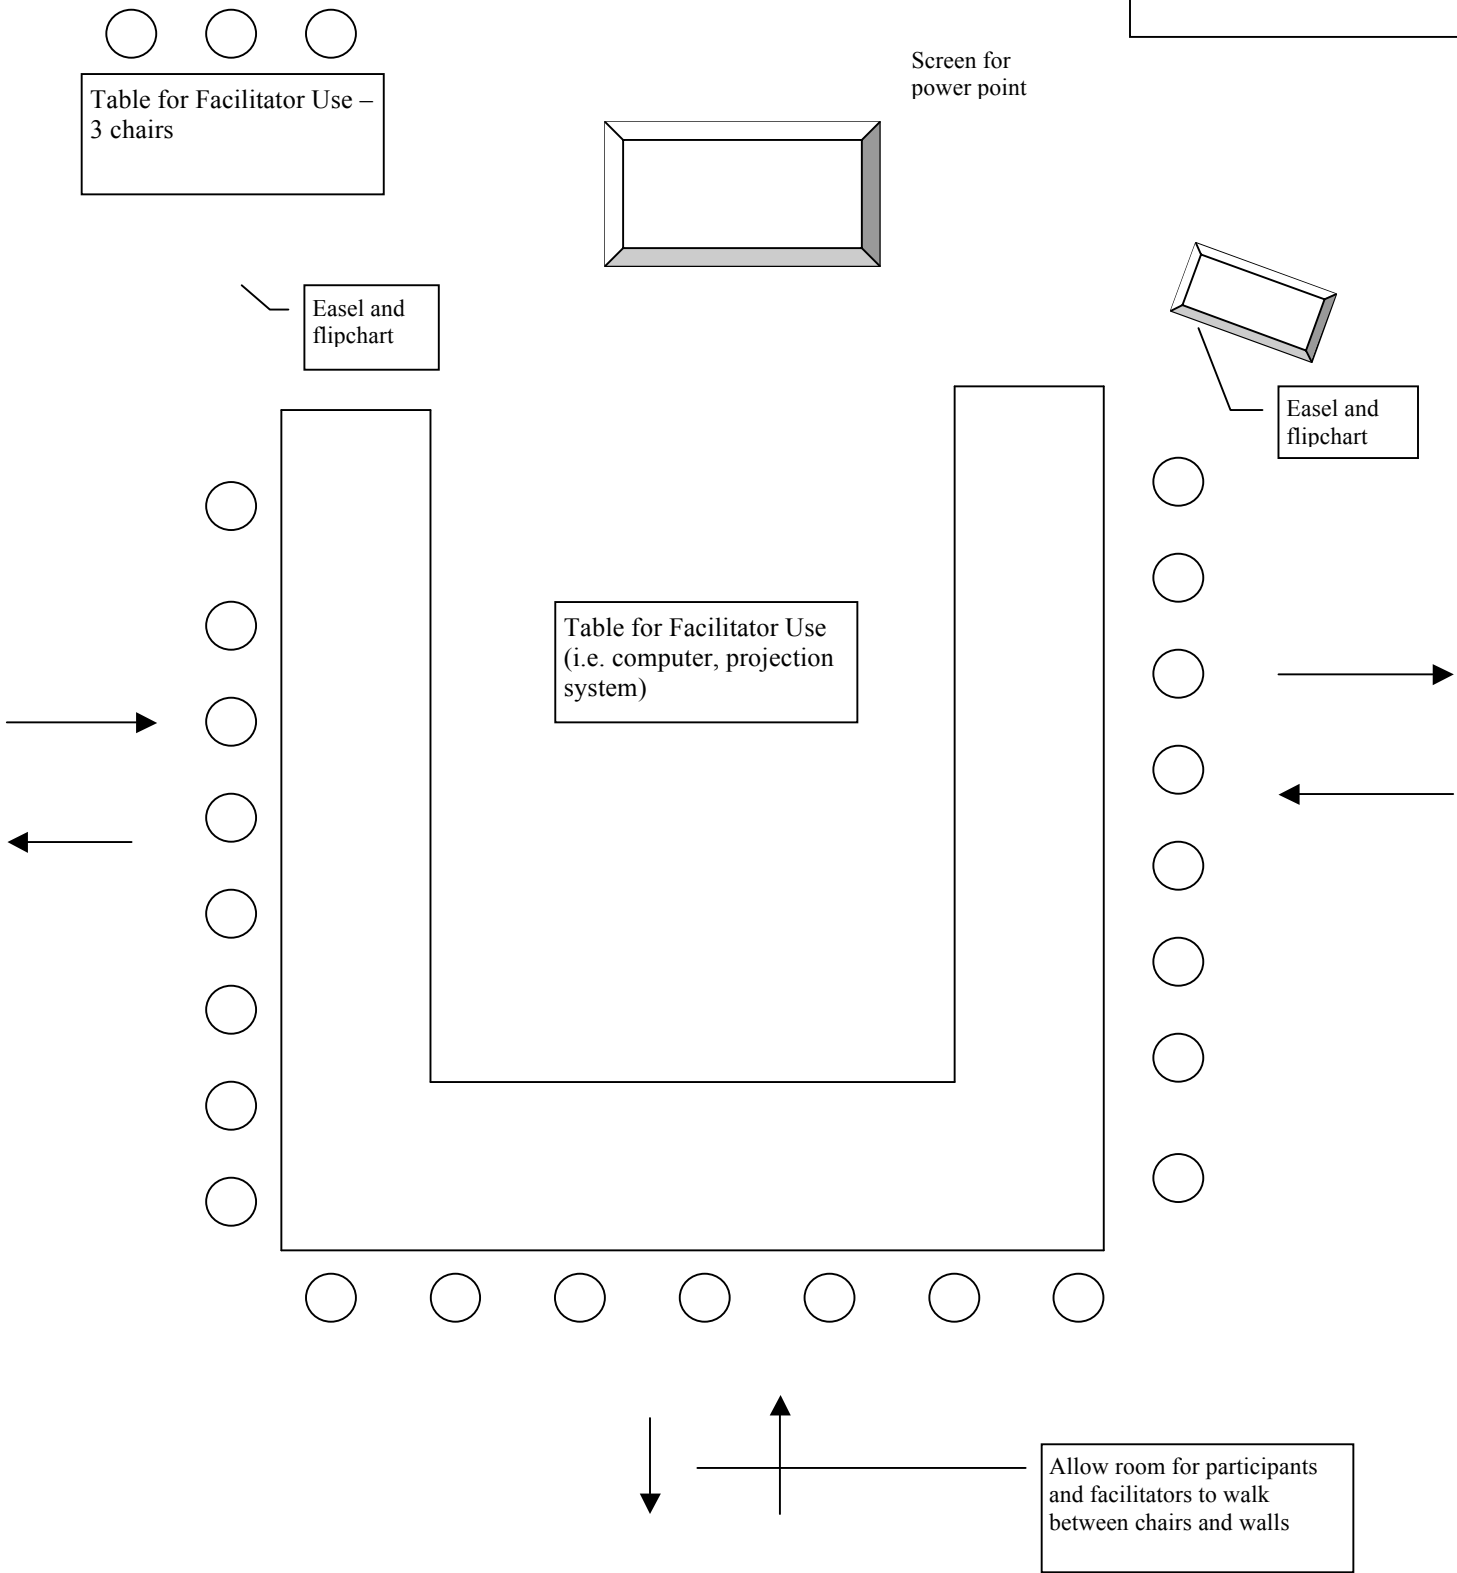 Table for Facilitator Use –
3 chairs
Screen for
power point
Easel and
flipchart
Easel and
flipchart
Table for Facilitator Use
(i.e. computer, projection
system)
Allow room for participants
and facilitators to walk
between chairs and walls